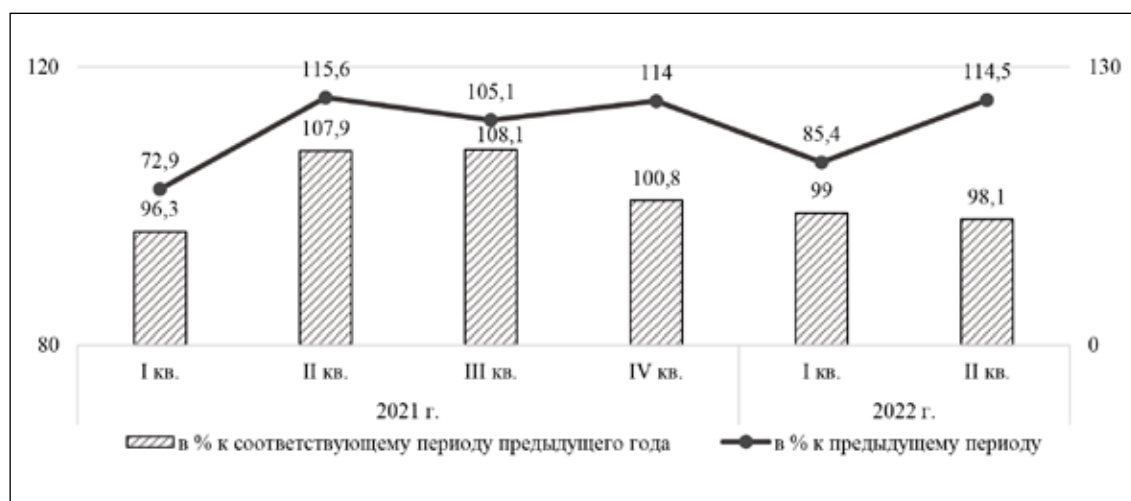 120
130
115,6
114
114,5
105,1
107,9
108,1
85,4
72,9
100,8
99
98,1
96,3
80
0
I кв.
II кв.
III кв.
IV кв.
I кв.
II кв.
2021 г.
2022 г.
в % к соответствующему периоду предыдущего года
в % к предыдущему периоду